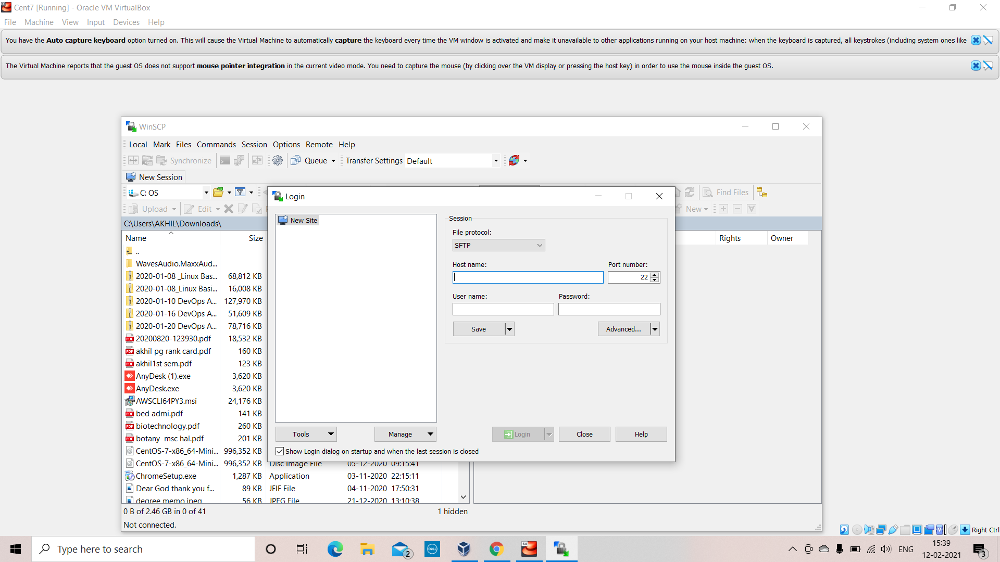 Cent7 [Running] - Oracle VM VirtualBox
File Machine View Input Devices Help
You have the Auto capture keyboard option turned on. This will cause the Virtual Machine to automatically capture the keyboard every time the VM window is activated and make it unavailable to other applications running on your host machine: when the keyboard is captured, all keystrokes (including system ones like
The Virtual Machine reports that the guest OS does not support mouse pointer integration in the current video mode. You need to capture the mouse (by clicking over the VM display or pressing the host key) in order to use the mouse inside the guest OS.
WinSCP
Local Mark Files Commands Session Options Remote Help
Synchronize Queue Transfer Settings Default
New Session
C: OS Find Files
Upload Edit New
C:\Users\AKHIL\Downloads\
Name Size Rights Owner
..
WavesAudio.MaxxAud...
2020-01-08 _Linux Bas... 68,812 KB
2020-01-08_Linux Basi... 16,008 KB
2020-01-10 DevOps A... 127,970 KB
2020-01-16 DevOps A... 51,609 KB
2020-01-20 DevOps A... 78,716 KB
20200820-123930.pdf 18,532 KB
akhil pg rank card.pdf 160 KB
akhil1st sem.pdf 123 KB
AnyDesk (1).exe 3,620 KB
AnyDesk.exe 3,620 KB
AWSCLI64PY3.msi 24,176 KB
bed admi.pdf 141 KB
biotechnology.pdf 260 KB
botany msc hal.pdf 201 KB
CentOS-7-x86_64-Mini... 996,352 KB
CentOS-7-x86_64-Mini... 996,352 KB Disc Image File 05-12-2020 09:15:41
ChromeSetup.exe 1,287 KB Application 03-11-2020 22:15:11
Dear God thank you f... 89 KB JFIF File 04-11-2020 17:50:31
degree memo.jpeg 56 KB JPEG File 21-12-2020 13:10:38
0 B of 2.46 GB in 0 of 41 1 hidden
Not connected.
Login
New Site
Session
File protocol:
SFTP
Host name: Port number:
22
User name: Password:
Save Advanced...
Tools Manage Login Close Help
Show Login dialog on startup and when the last session is closed
Right Ctrl
Type here to search
2
DELL
64
ENG
15:39
12-02-2021
3